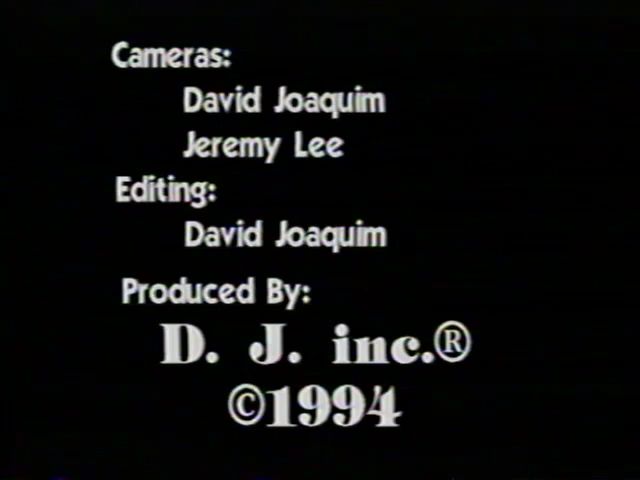 Cameras:
David Joaquim
Jeremy Lee
Editing:
David Joaquim
Produced By:
D. J. inc.®
©1994